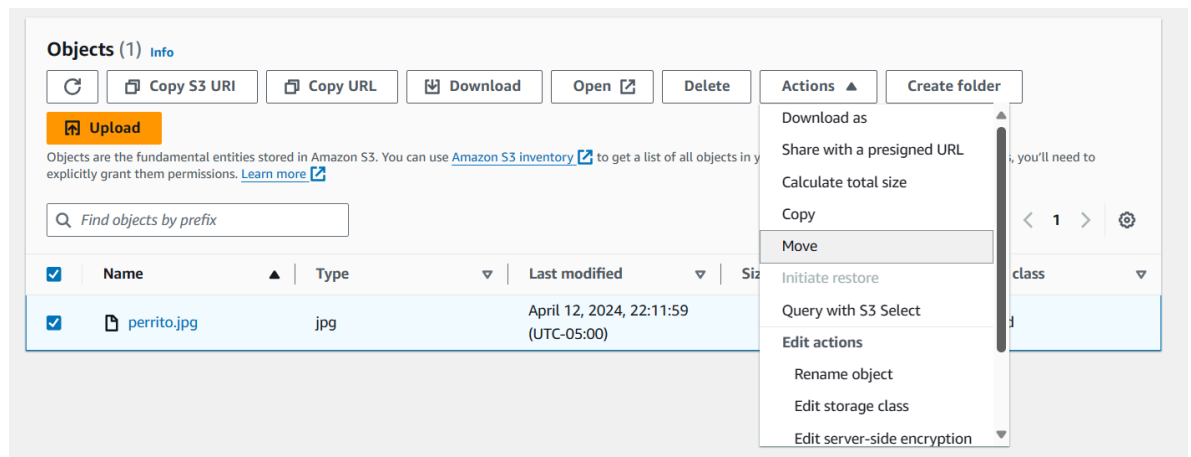 Objects (1) Info
Copy S3 URI Copy URL Download Open Delete Actions Create folder
Upload
Objects are the fundamental entities stored in Amazon S3. You can use Amazon S3 inventory to get a list of all objects in you'll need to
explicitly grant them permissions. Learn more
Find objects by prefix
1
Name Type Last modified class
perrito.jpg jpg April 12, 2024, 22:11:59
(UTC-05:00)
Download as
Share with a presigned URL
Calculate total size
Copy
Move
Initiate restore
Query with S3 Select
Edit actions
Rename object
Edit storage class
Edit server-side encryption